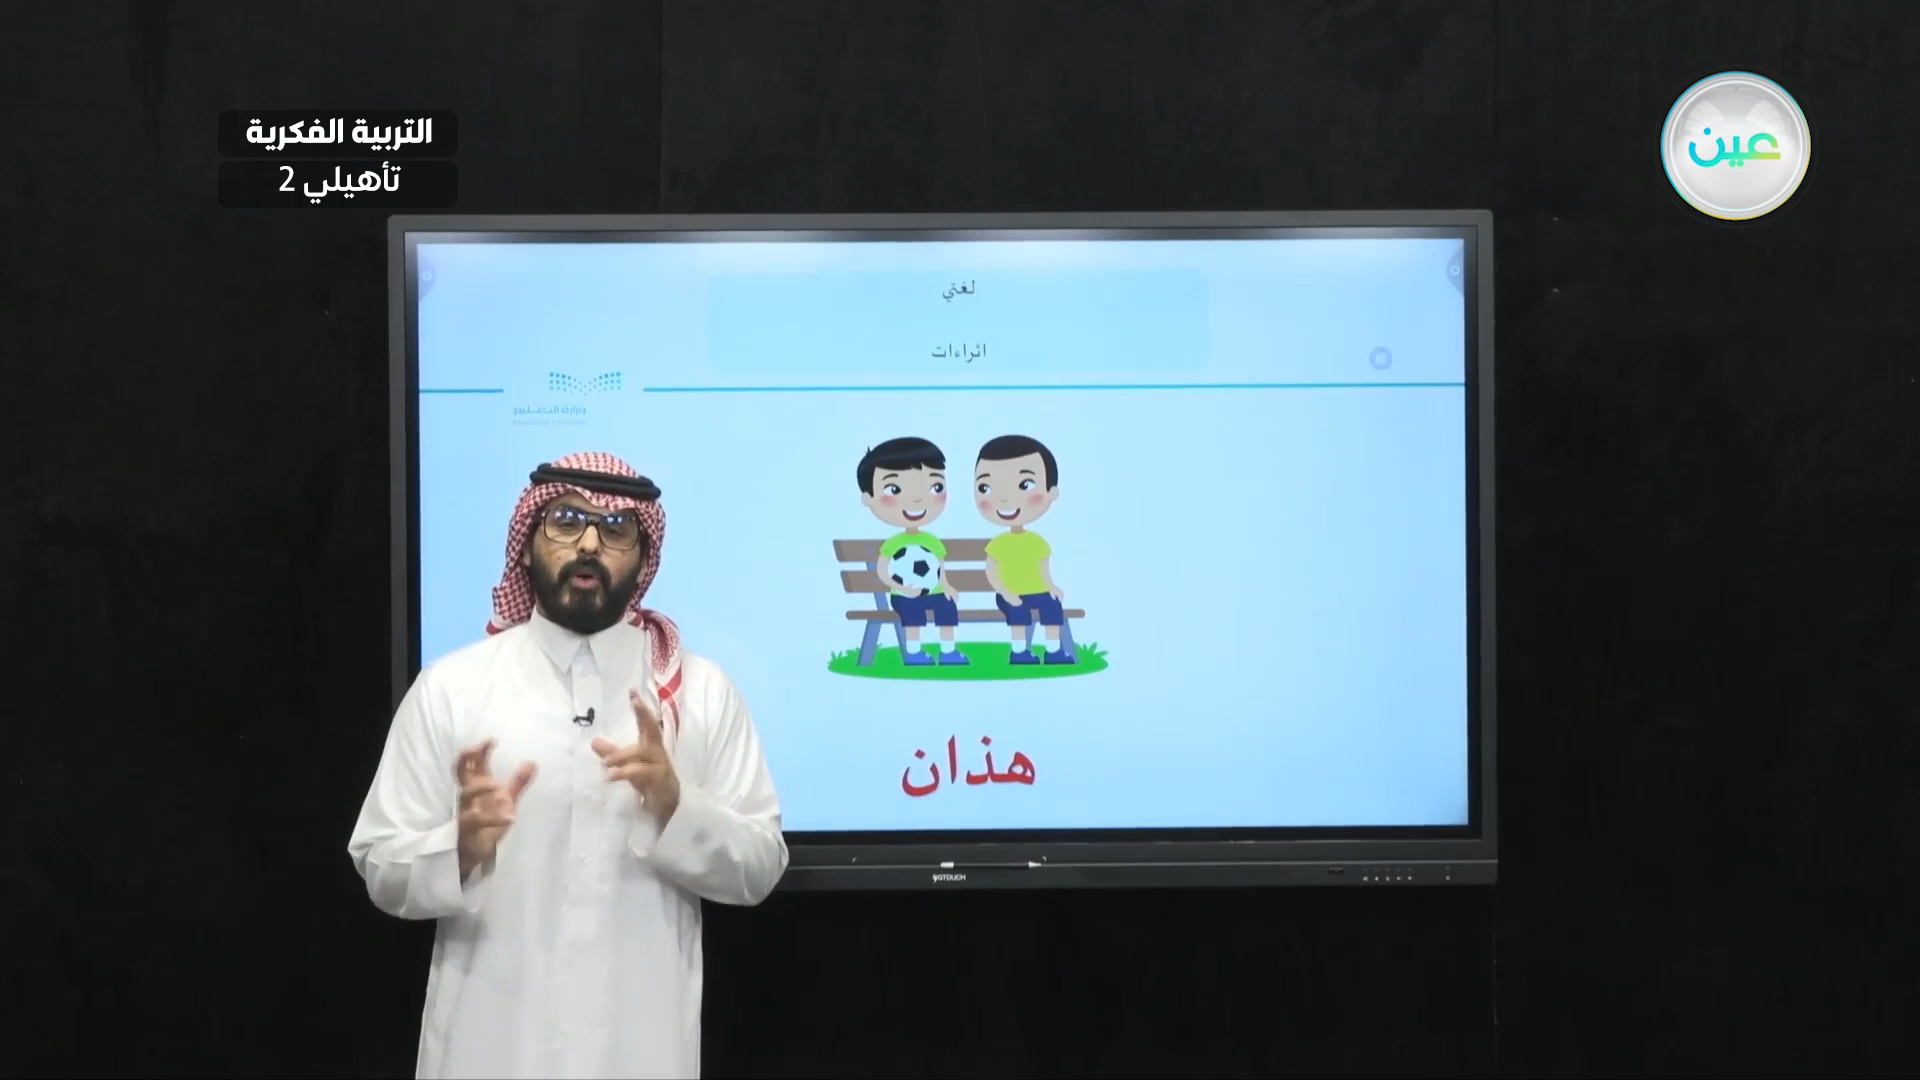 التربية الفكرية
تأهيلي 2
عين
لغتي
اثراءات
وزارة التعليم
هذان